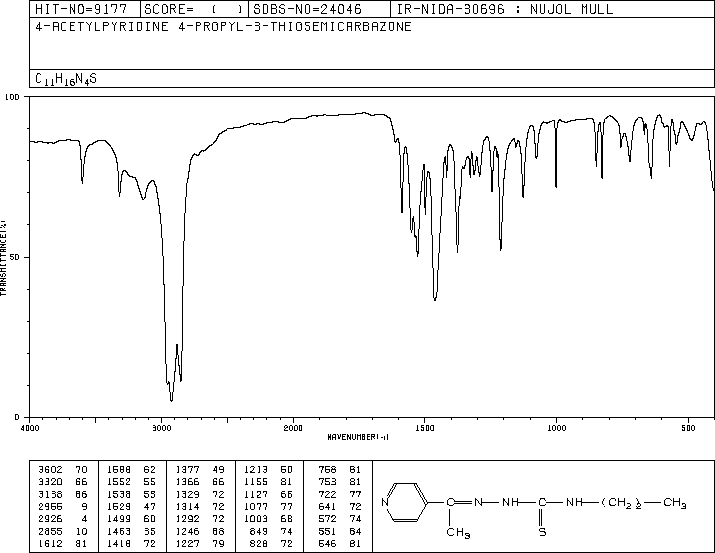 HIT-NO=9177 SCORE= ( ) SDBS-NO=24046 IR-NIDA-30696 : NUJOL MULL
4-ACETYLPYRIDINE 4-PROPYL-3-THIOSEMICARBAZONE
C11H16N4S
100
50
0
TRANSMITTANCE(%)
4000 3000 2000 1500 1000 500
WAVENUMBER(-1)
3602 70 1588 62 1377 49 1213 50 758 81
3320 66 1552 55 1366 66 1155 81 753 81
3138 66 1538 55 1329 72 1127 66 722 77
2955 9 1529 47 1314 72 1077 77 641 72
2926 4 1499 60 1292 72 1003 68 572 74
2855 10 1463 35 1246 68 849 74 551 84
1612 81 1418 72 1227 79 828 72 546 81
N C=N-NH-C-NH-(CH2)2-CH3
CH3 S